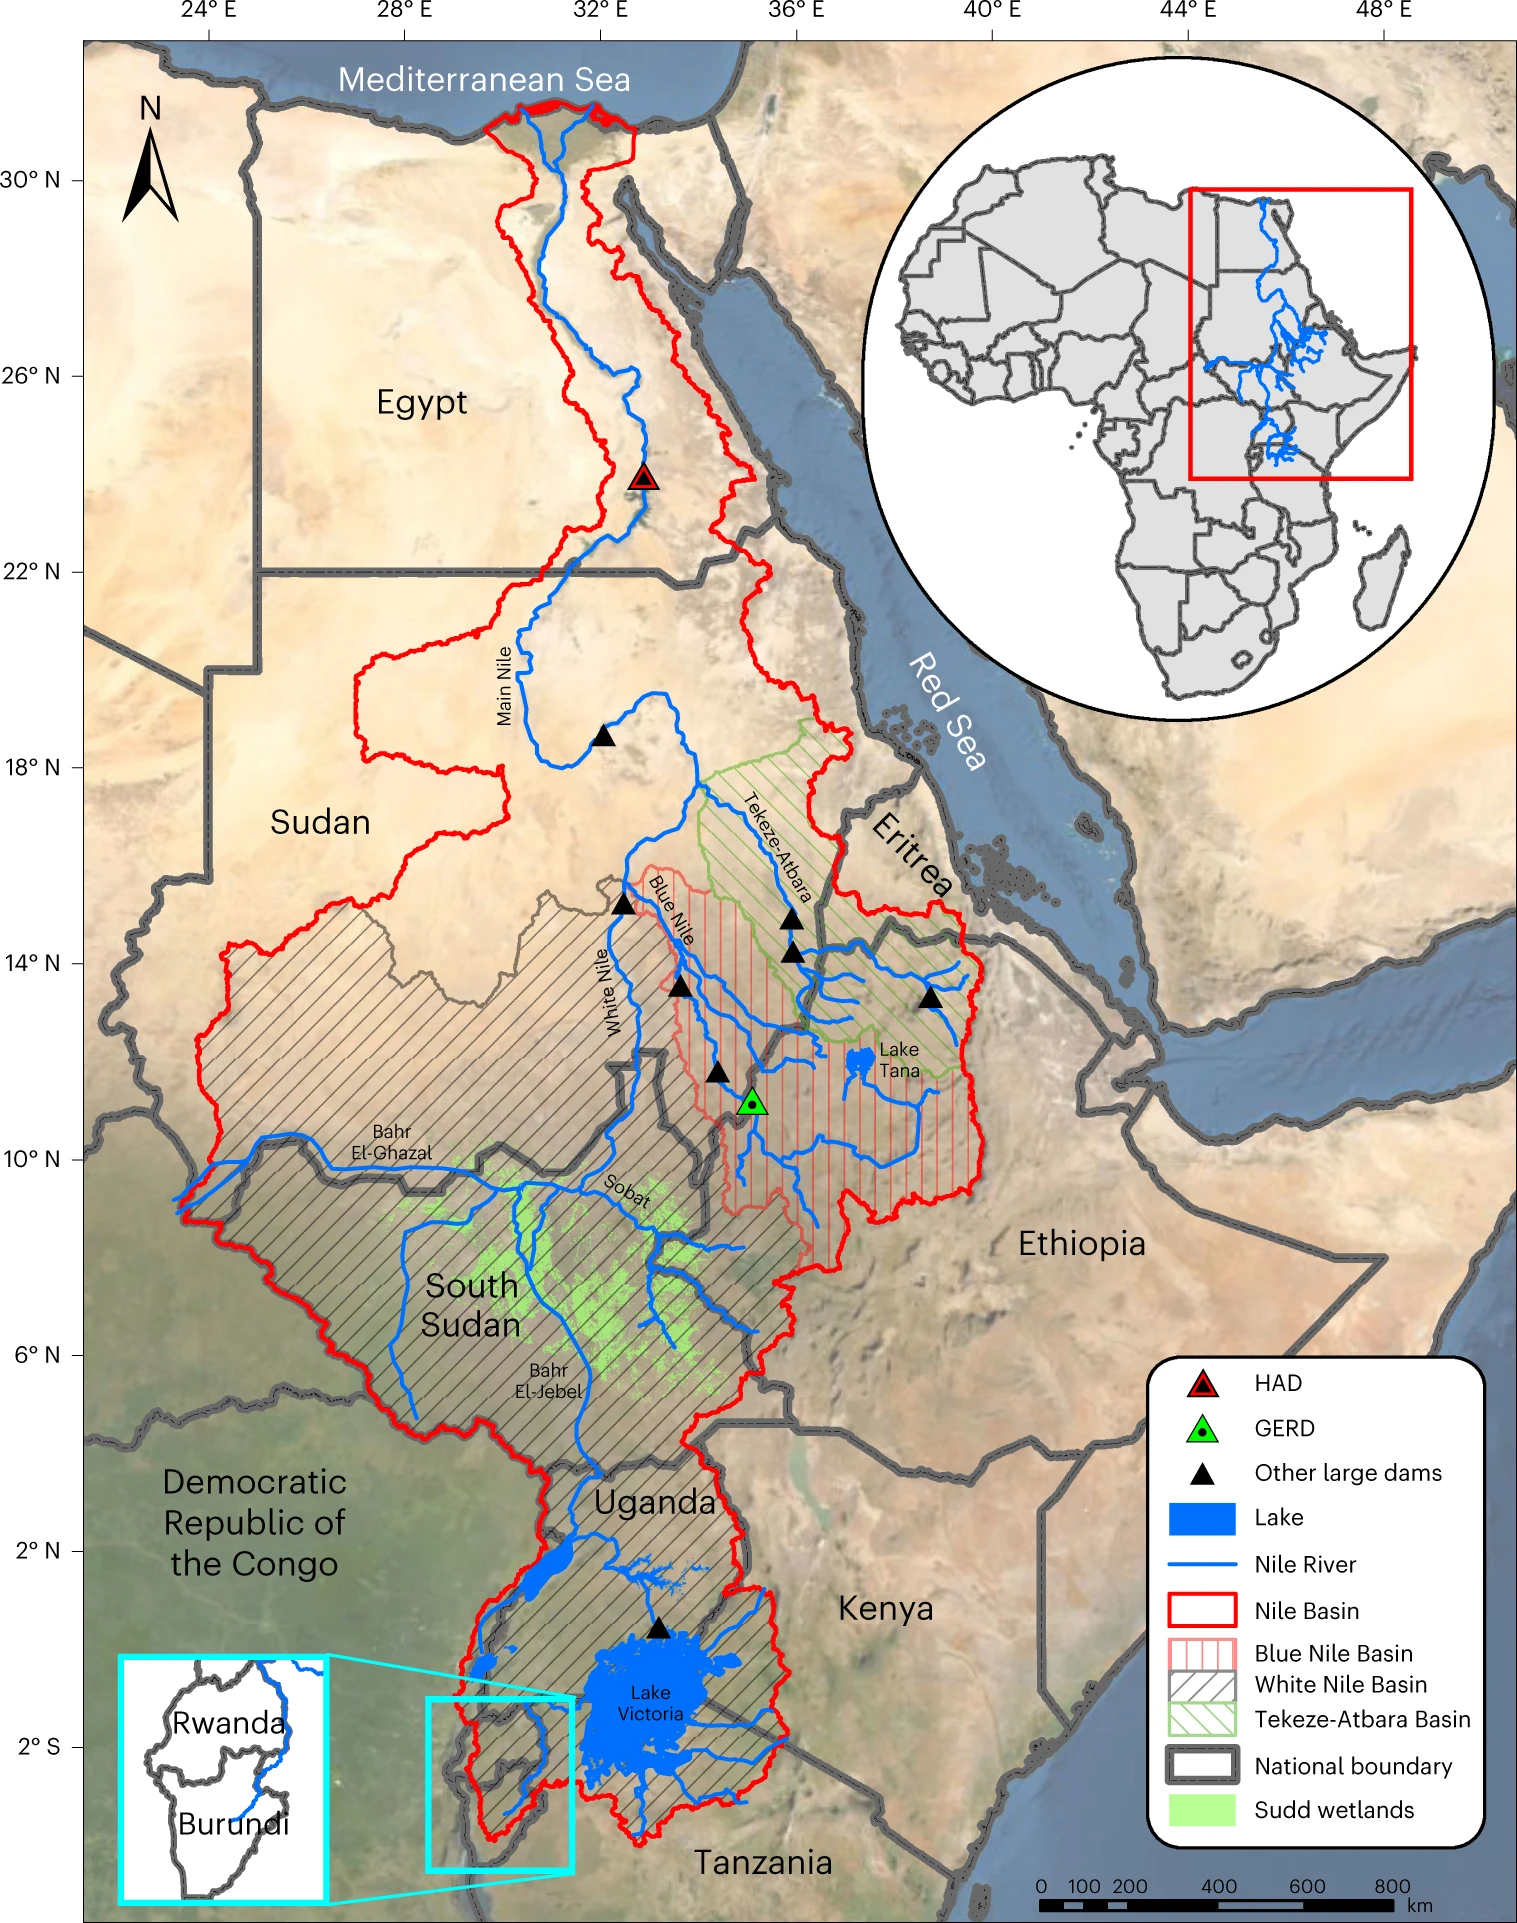 24° E
28° E
32° E
36° E
40° E
44° E
48° E
Mediterranean Sea
N
30° N
26° N
Egypt
22° N
Main Nile
Red Sea
18° N
Sudan
Tekeze-Atbara
Eritrea
Blue Nile
14° N
White Nile
Lake
Tana
10° N
Bahr
El-Ghazal
Sobat
Ethiopia
South
Sudan
6° N
Bahr
El-Jebel
Democratic
Republic of
the Congo
Uganda
2° N
Kenya
Lake
Victoria
Rwanda
2° S
Burundi
Tanzania
HAD
GERD
Other large dams
Lake
Nile River
Nile Basin
Blue Nile Basin
White Nile Basin
Tekeze-Atbara Basin
National boundary
Sudd wetlands
0 100 200 400 600 800
km